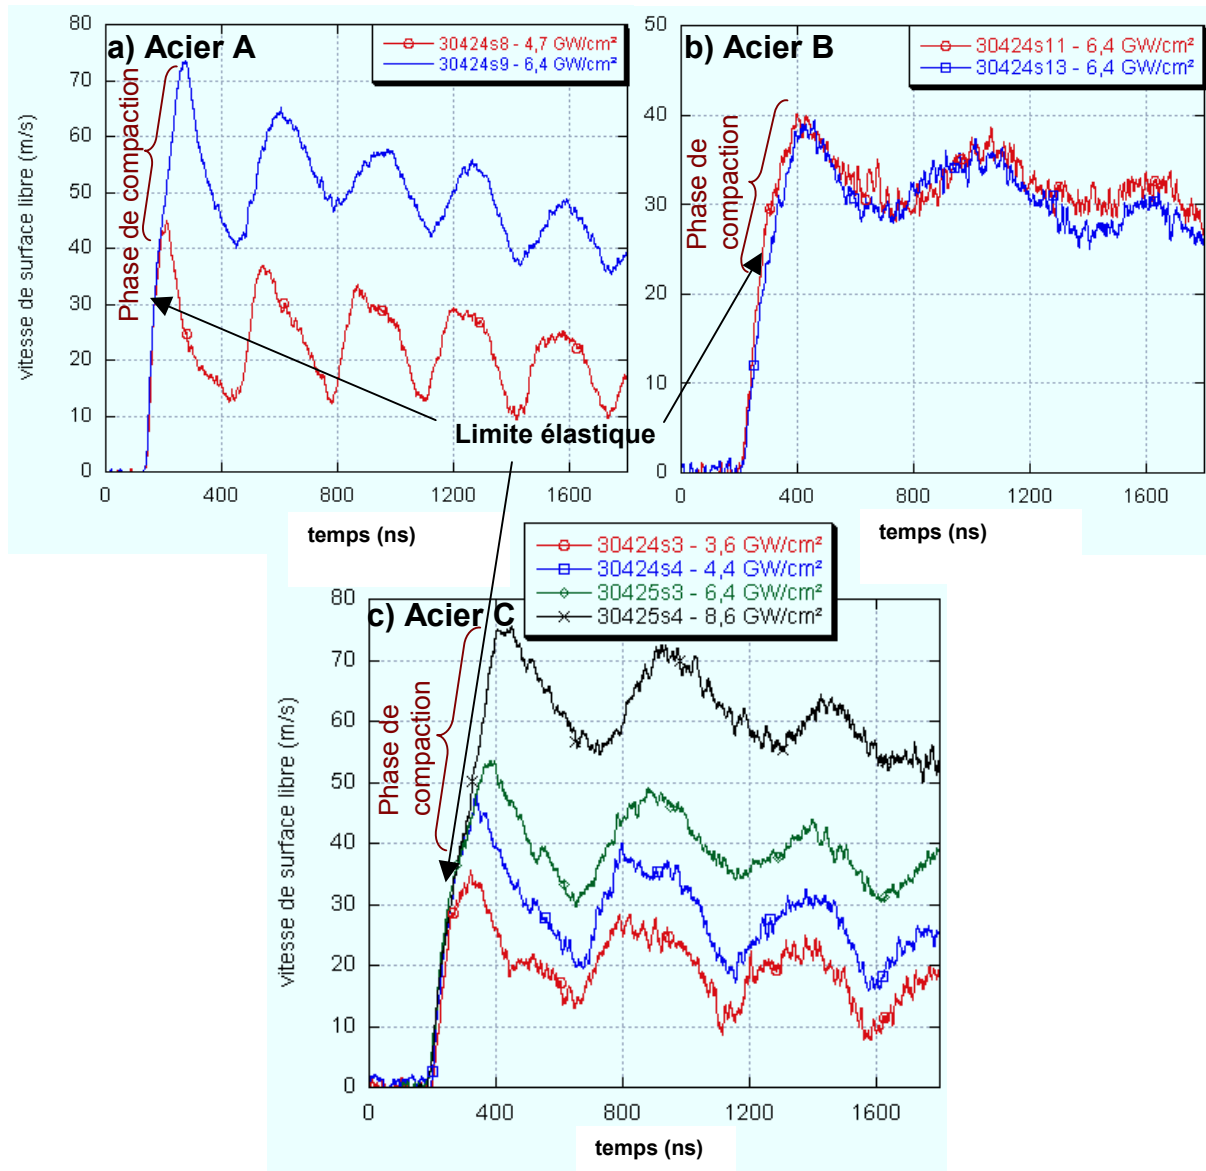 a) Acier A
30424s8 - 4,7 GW/cm²
30424s9 - 6,4 GW/cm²
Phase de compaction
vitesse de surface libre (m/s)
80
70
60
50
40
30
20
10
0
0 400 800 1200 1600
temps (ns)
b) Acier B
30424s11 - 6,4 GW/cm²
30424s13 - 6,4 GW/cm²
Phase de
compaction
50
40
30
20
10
0
0 400 800 1200 1600
temps (ns)
Limite élastique
c) Acier C
30424s3 - 3,6 GW/cm²
30424s4 - 4,4 GW/cm²
30425s3 - 6,4 GW/cm²
30425s4 - 8,6 GW/cm²
Phase de
compaction
vitesse de surface libre (m/s)
80
70
60
50
40
30
20
10
0
0 400 800 1200 1600
temps (ns)